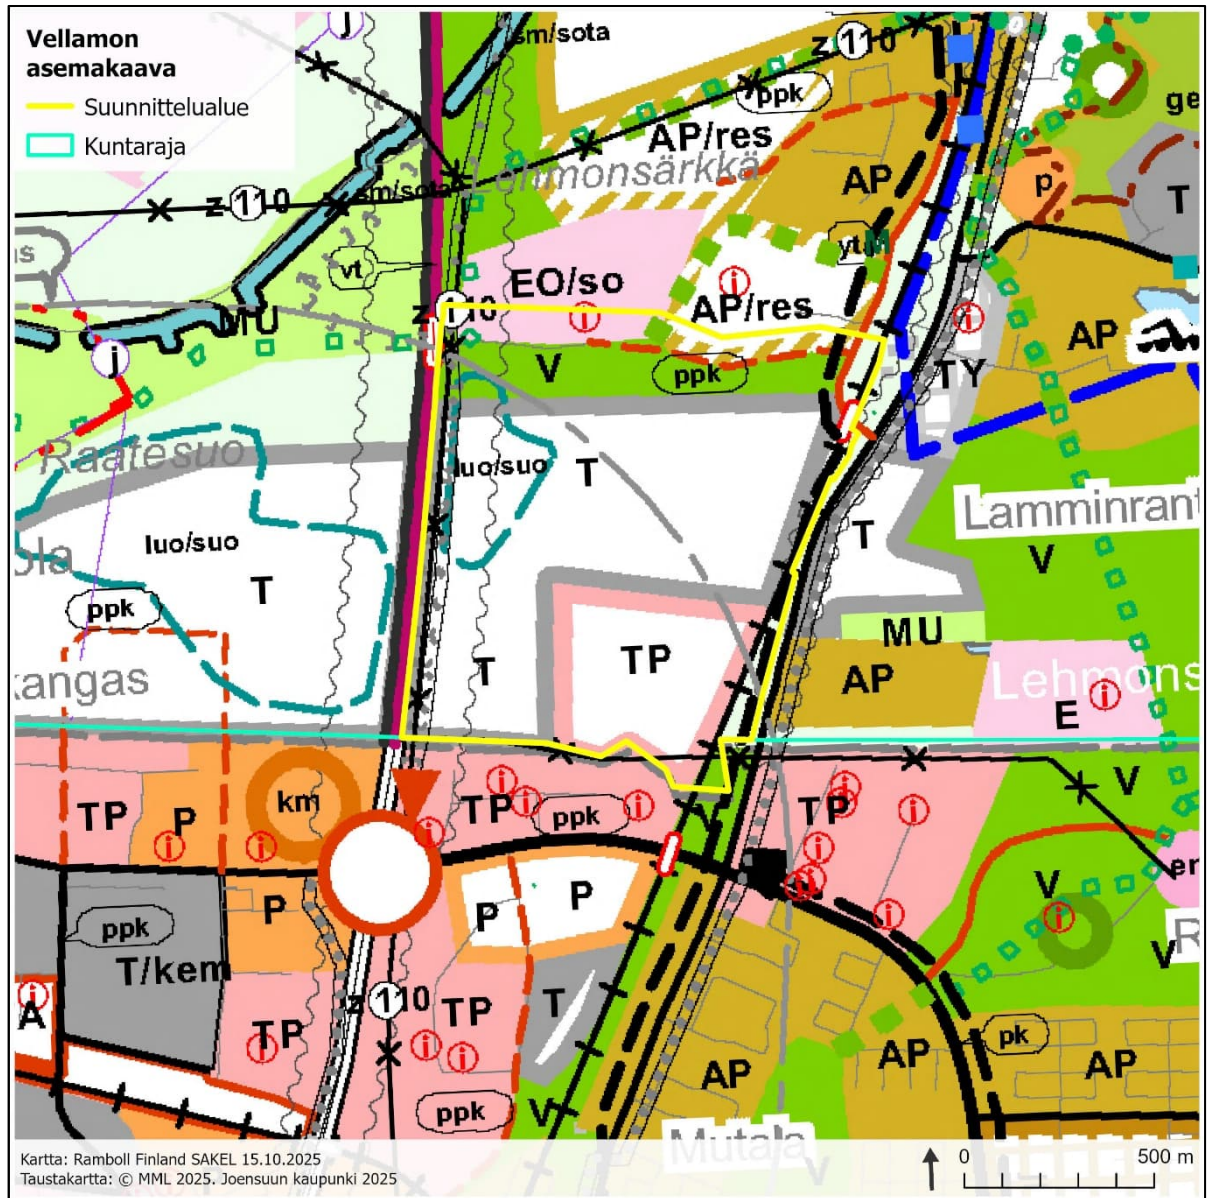 Vellamon
asemakaava
Suunnittelualue
Kuntaraja
j
sm/sota
z 110
ppk
AP/res
Lehmonsärkkä
ge
AP
p
T
z 110
sm/sota
vt
yt
M
EO/so
i
AP/res
i
z 110
MU
i
AP
j
V
ppk
TY
Raatesuo
luo/suo
T
Lamminrant
luo/suo
T
T
V
ola
ppk
MU
kangas
T
TP
AP
Lehmons
i
E
km
TP
P
i
i
TP
i
i
ppk
i
i
TP
i
i
i
i
V
P
P
P
i
V
i
er
R
V
ppk
T/kem
i
A
z 110
TP
T
TP
i
i
i
pk
AP
AP
AP
ppk
V
Mutala
V
Kartta: Ramboll Finland SAKEL 15.10.2025
Taustakartta: © MML 2025. Joensuun kaupunki 2025
0 500 m